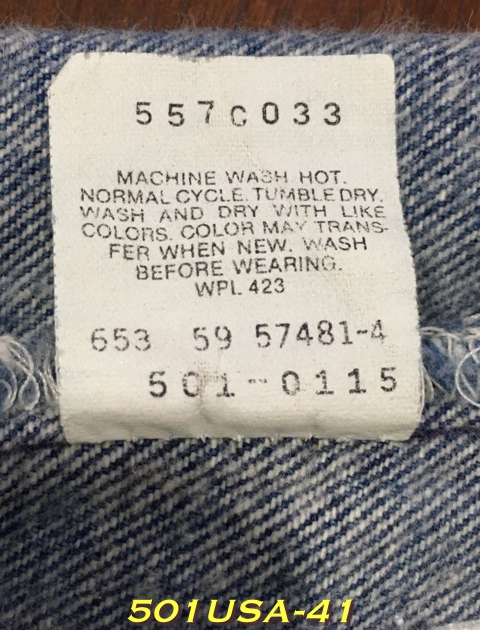 557C033
MACHINE WASH HOT.
NORMAL CYCLE. TUMBLE DRY.
WASH AND DRY WITH LIKE
COLORS. COLOR MAY TRANS-
FER WHEN NEW. WASH
BEFORE WEARING.
WPL 423
653 59 57481-4
501-0115
501USA-41